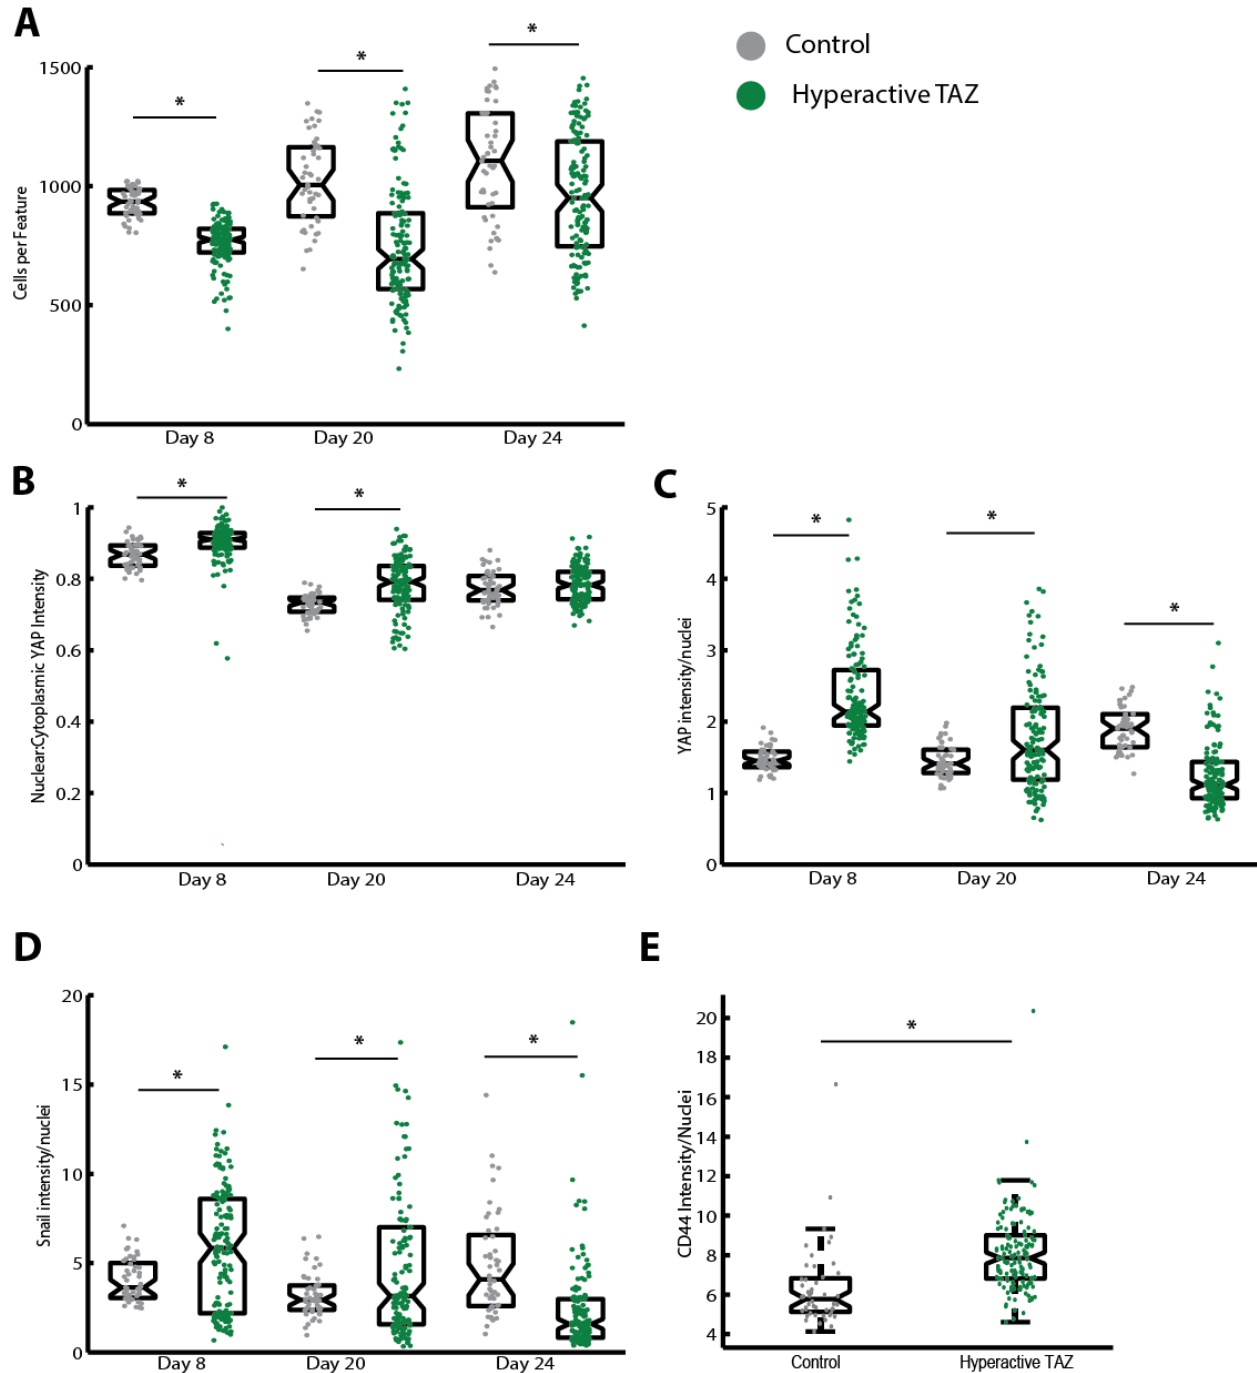 A
*
*
*
Control
Hyperactive TAZ
1500
1000
500
0
Cells per Feature
Day 8
Day 20
Day 24
B
*
*
1
0.8
0.6
0.4
0.2
0
Nuclear:Cytoplasmic YAP Intensity
Day 8
Day 20
Day 24
C
*
*
*
5
4
3
2
1
0
YAP intensity/nuclei
Day 8
Day 20
Day 24
D
*
*
*
20
15
10
5
0
Snail intensity/nuclei
Day 8
Day 20
Day 24
E
*
20
18
16
14
12
10
8
6
4
CD44 Intensity/Nuclei
Control
Hyperactive TAZ